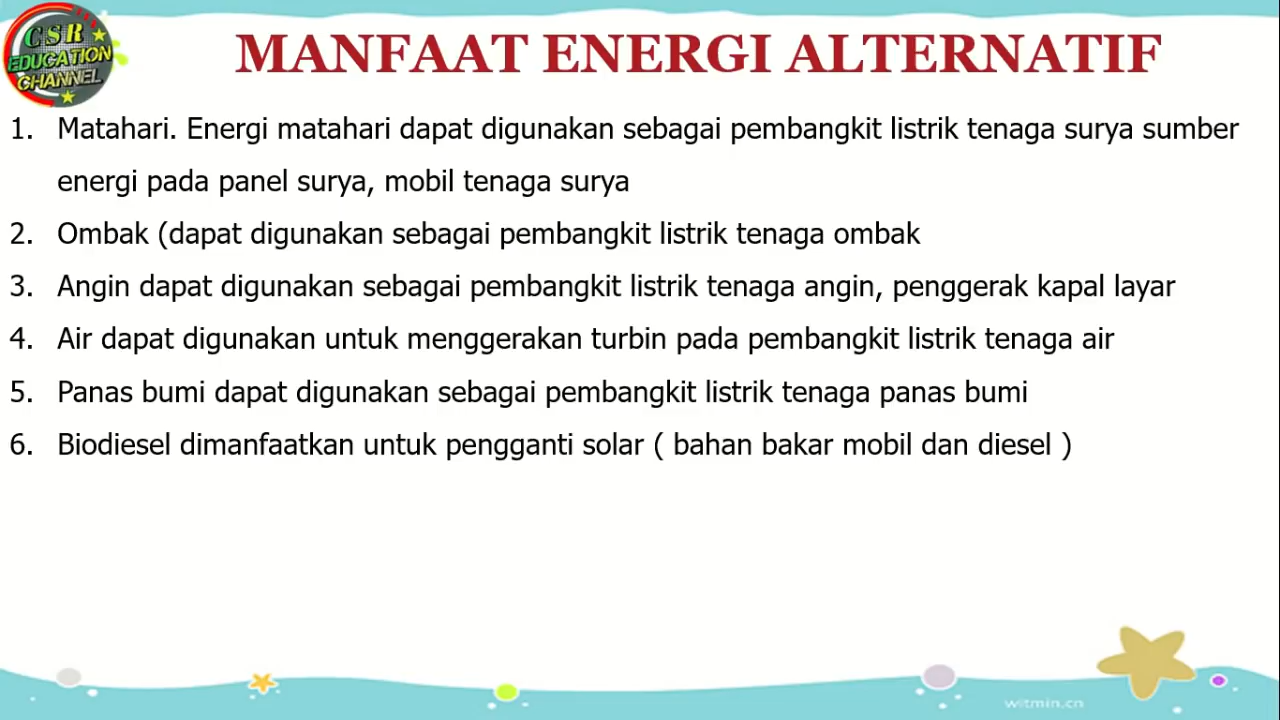 CSR
EDUCATION
CHANNEL
MANFAAT ENERGI ALTERNATIF
1. Matahari. Energi matahari dapat digunakan sebagai pembangkit listrik tenaga surya sumber
energi pada panel surya, mobil tenaga surya
2. Ombak (dapat digunakan sebagai pembangkit listrik tenaga ombak
3. Angin dapat digunakan sebagai pembangkit listrik tenaga angin, penggerak kapal layar
4. Air dapat digunakan untuk menggerakan turbin pada pembangkit listrik tenaga air
5. Panas bumi dapat digunakan sebagai pembangkit listrik tenaga panas bumi
6. Biodiesel dimanfaatkan untuk pengganti solar ( bahan bakar mobil dan diesel )
witmin.cn